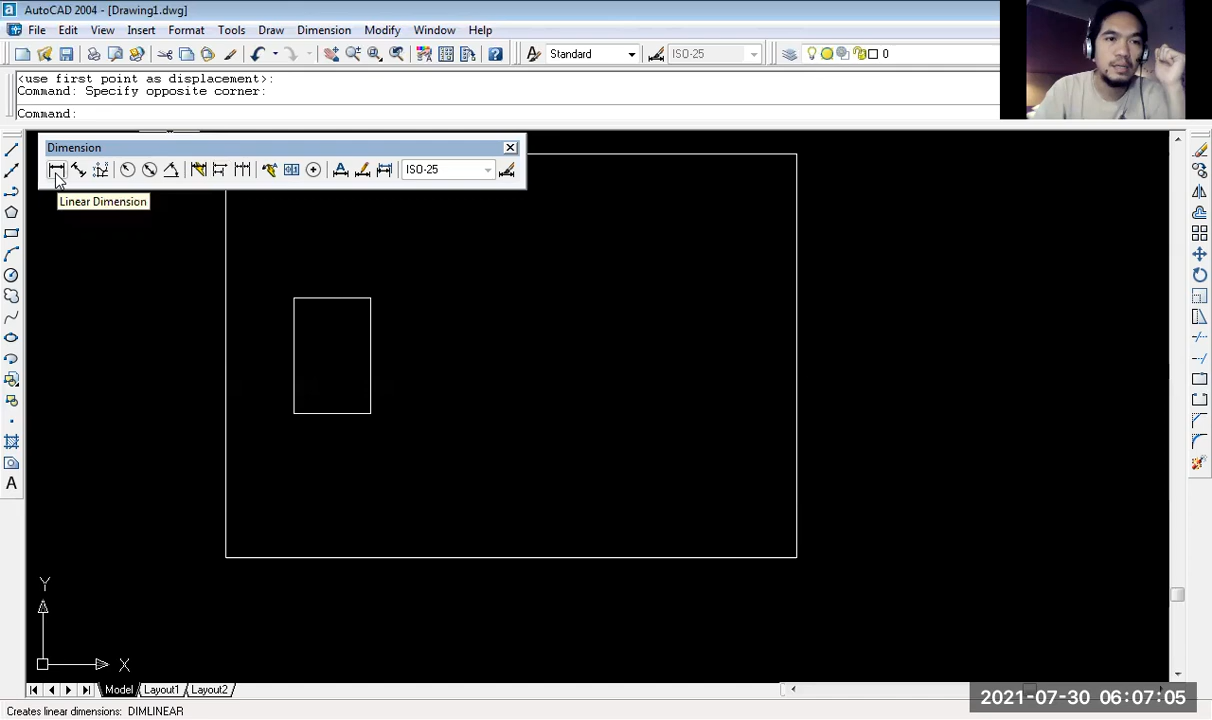 AutoCAD 2004 - [Drawing1.dwg]
File Edit View Insert Format Tools Draw Dimension Modify Window Help
Standard ISO-25 0
<use first point as displacement>:
Command: Specify opposite corner:
Command:
Dimension
ISO-25
Linear Dimension
A
Y
X
Model Layout1 Layout2
2021-07-30 06:07:05
Creates linear dimensions: DIMLINEAR